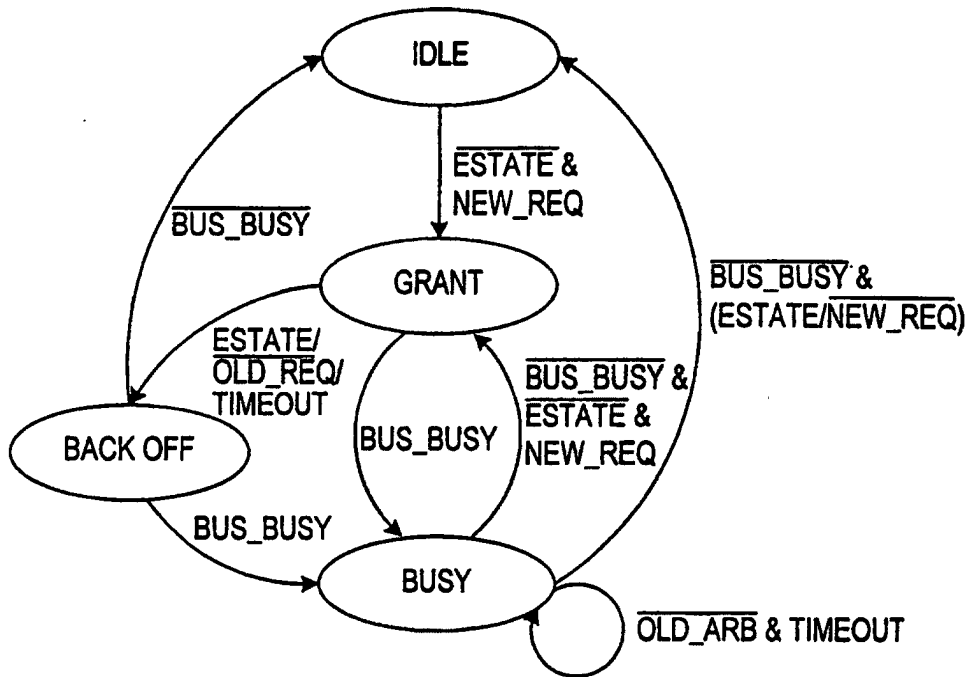 IDLE
ESTATE &
NEW_REQ
BUS_BUSY
GRANT
BUS_BUSY &
(ESTATE/NEW_REQ)
ESTATE/
OLD_REQ/
TIMEOUT
BUS_BUSY &
ESTATE &
NEW_REQ
BUS_BUSY
BACK OFF
BUS_BUSY
BUSY
OLD_ARB & TIMEOUT